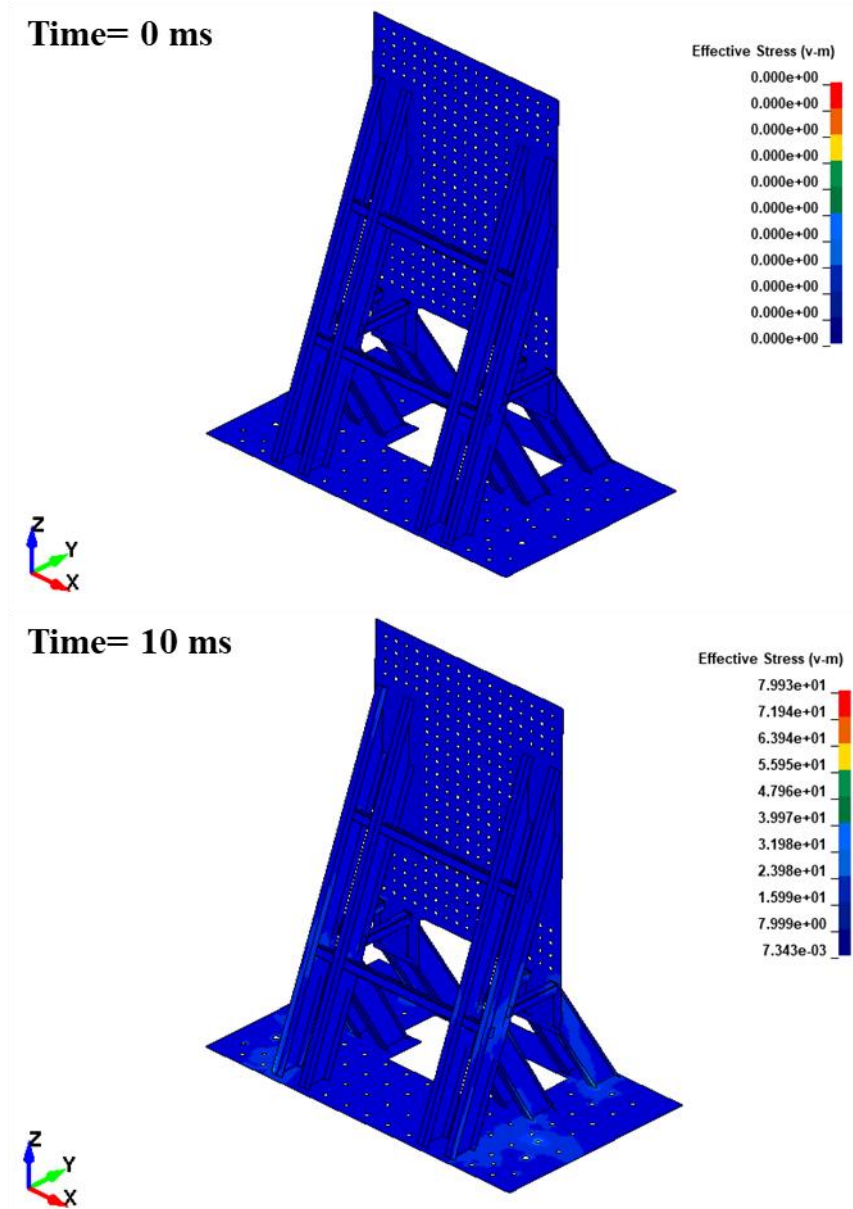 Time= 0 ms
Effective Stress (v-m)
0.000e+00
0.000e+00
0.000e+00
0.000e+00
0.000e+00
0.000e+00
0.000e+00
0.000e+00
0.000e+00
0.000e+00
0.000e+00
Z
Y
X
Time= 10 ms
Effective Stress (v-m)
7.993e+01
7.194e+01
6.394e+01
5.595e+01
4.796e+01
3.997e+01
3.198e+01
2.398e+01
1.599e+01
7.999e+00
7.343e-03
Z
Y
X